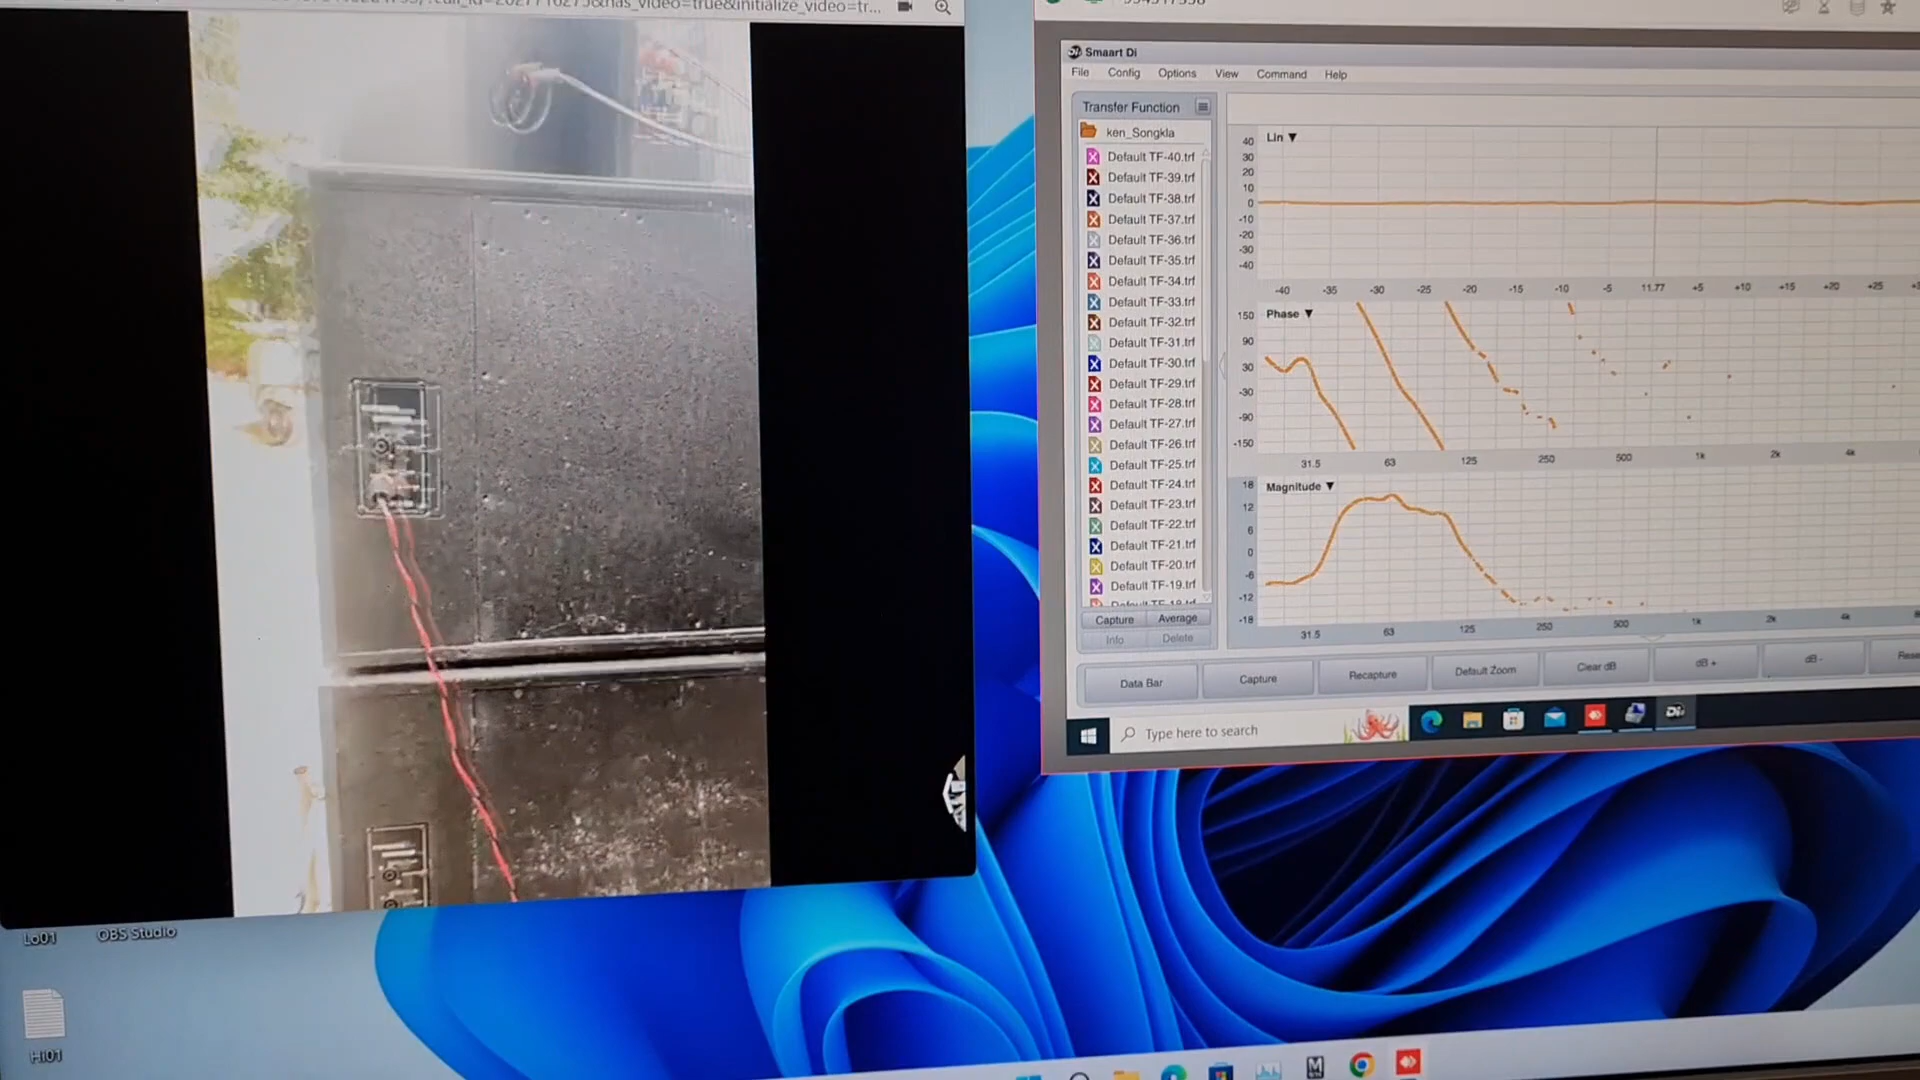 Smaart Di
File Config Options View Command Help
Transfer Function
ken_Songkla
Default TF-40.trf
Default TF-39.trf
Default TF-38.trf
Default TF-37.trf
Default TF-36.trf
Default TF-35.trf
Default TF-34.trf
Default TF-33.trf
Default TF-32.trf
Default TF-31.trf
Default TF-30.trf
Default TF-29.trf
Default TF-28.trf
Default TF-27.trf
Default TF-26.trf
Default TF-25.trf
Default TF-24.trf
Default TF-23.trf
Default TF-22.trf
Default TF-21.trf
Default TF-20.trf
Default TF-19.trf
Capture Average
Info Delete
Lin
40
30
20
10
0
-10
-20
-30
-40
-40 -35 -30 -25 -20 -15 -10 -5 11.77 +5 +10 +15 +20 +25
Phase
150
90
30
-30
-90
-150
31.5 63 125 250 500 1k 2k 4k
Magnitude
18
12
6
0
-6
-12
-18
31.5 63 125 250 500 1k 2k 4k
Data Bar Capture Recapture Default Zoom Clear dB dB + dB -
Type here to search
Di
Lo01 OBS Studio
Hi01